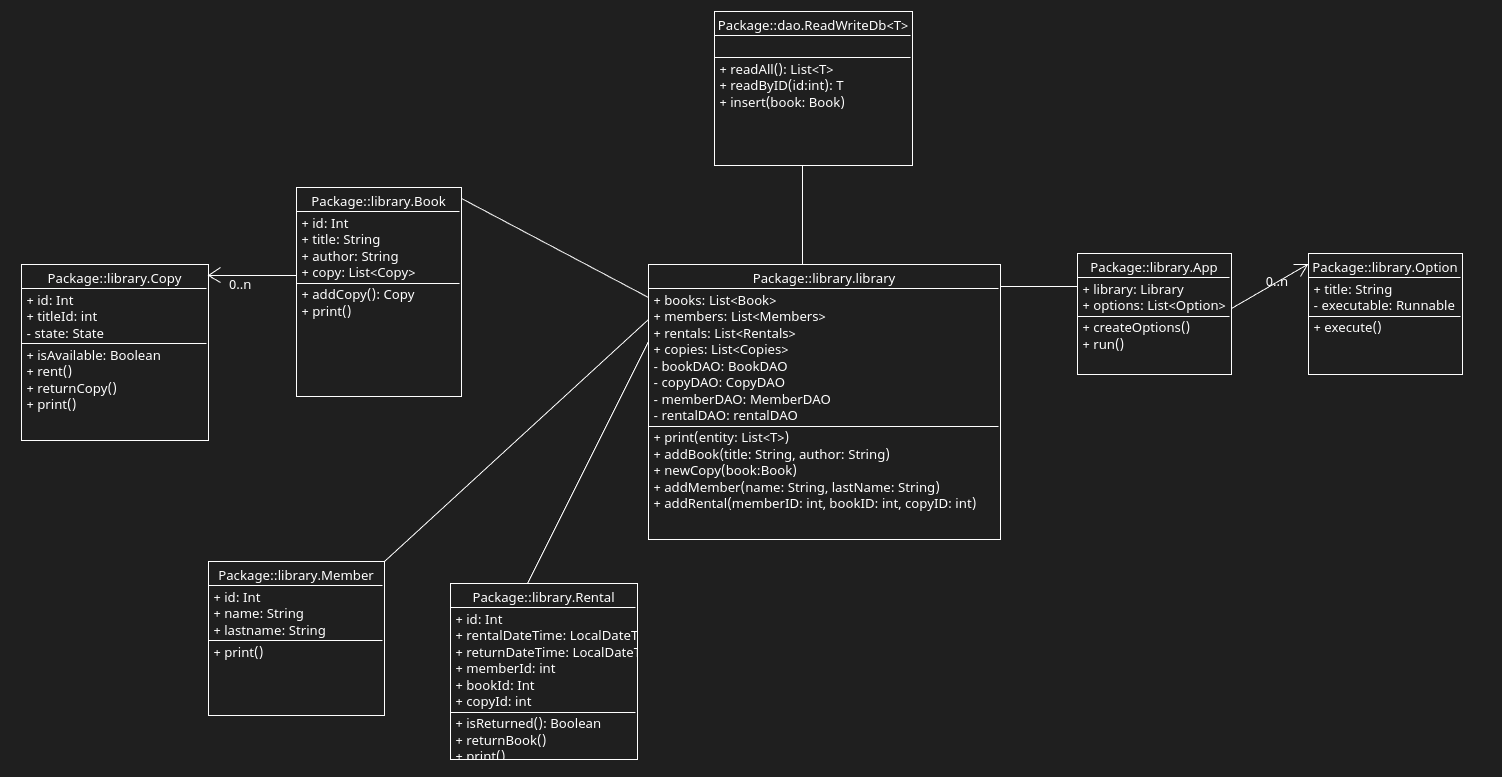 Package::dao.ReadWriteDb<T>
+ readAll(): List<T>
+ readByID(id:int): T
+ insert(book: Book)
Package::library.Book
+ id: Int
+ title: String
+ author: String
+ copy: List<Copy>
+ addCopy(): Copy
+ print()
0..n
Package::library.Copy
+ id: Int
+ titleId: int
- state: State
+ isAvailable: Boolean
+ rent()
+ returnCopy()
+ print()
Package::library.library
+ books: List<Book>
+ members: List<Members>
+ rentals: List<Rentals>
+ copies: List<Copies>
- bookDAO: BookDAO
- copyDAO: CopyDAO
- memberDAO: MemberDAO
- rentalDAO: rentalDAO
+ print(entity: List<T>)
+ addBook(title: String, author: String)
+ newCopy(book:Book)
+ addMember(name: String, lastName: String)
+ addRental(memberID: int, bookID: int, copyID: int)
Package::library.App
+ library: Library
+ options: List<Option>
+ createOptions()
+ run()
0..n
Package::library.Option
+ title: String
- executable: Runnable
+ execute()
Package::library.Member
+ id: Int
+ name: String
+ lastname: String
+ print()
Package::library.Rental
+ id: Int
+ rentalDateTime: LocalDateT
+ returnDateTime: LocalDateT
+ memberId: int
+ bookId: Int
+ copyId: int
+ isReturned(): Boolean
+ returnBook()
+ print()